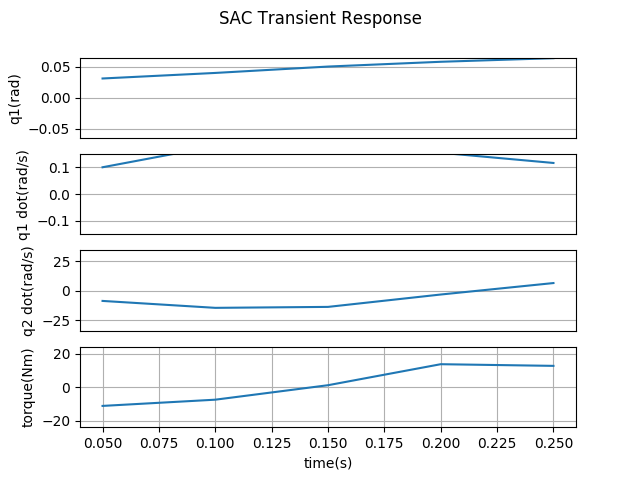 SAC Transient Response
0.05
0.00
−0.05
q1(rad)
0.1
0.0
−0.1
q1 dot(rad/s)
25
0
−25
q2 dot(rad/s)
20
0
−20
torque(Nm)
0.050 0.075 0.100 0.125 0.150 0.175 0.200 0.225 0.250
time(s)